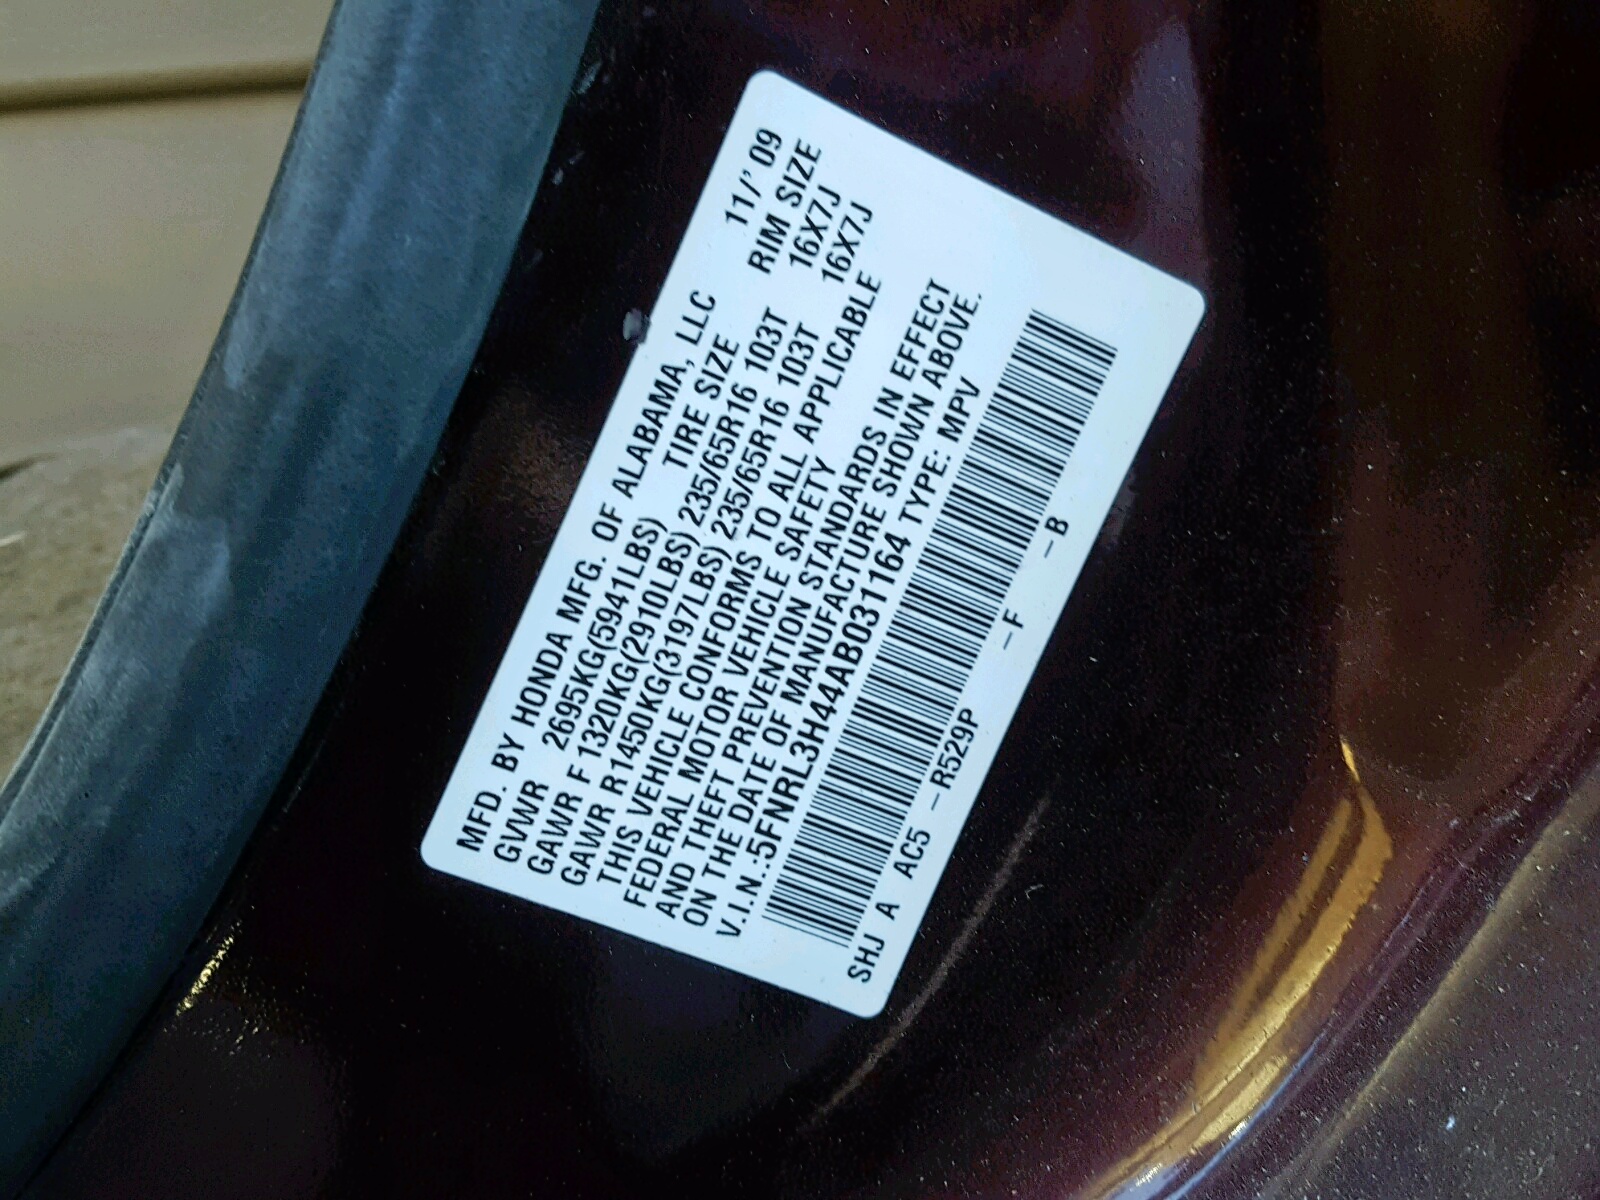 MFD. BY HONDA MFG. OF ALABAMA, LLC 11/' 09
GVWR 2695KG(5941LBS) TIRE SIZE RIM SIZE
GAWR F 1320KG(2910LBS) 235/65R16 103T 16X7J
GAWR R1450KG(3197LBS) 235/65R16 103T 16X7J
THIS VEHICLE CONFORMS TO ALL APPLICABLE
FEDERAL MOTOR VEHICLE SAFETY
AND THEFT PREVENTION STANDARDS IN EFFECT
ON THE DATE OF MANUFACTURE SHOWN ABOVE.
V.I.N.:5FNRL3H44AB031164 TYPE: MPV
SHJ A AC5 – R529P – F – B